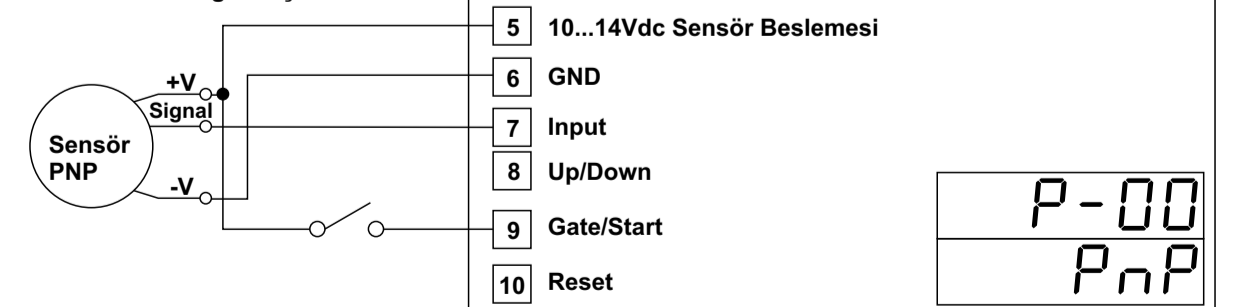 5 10...14Vdc Sensör Beslemesi
6 GND
+V
Signal
7 Input
Sensör
PNP
8 Up/Down
-V
9 Gate/Start
10 Reset
P-00
PnP